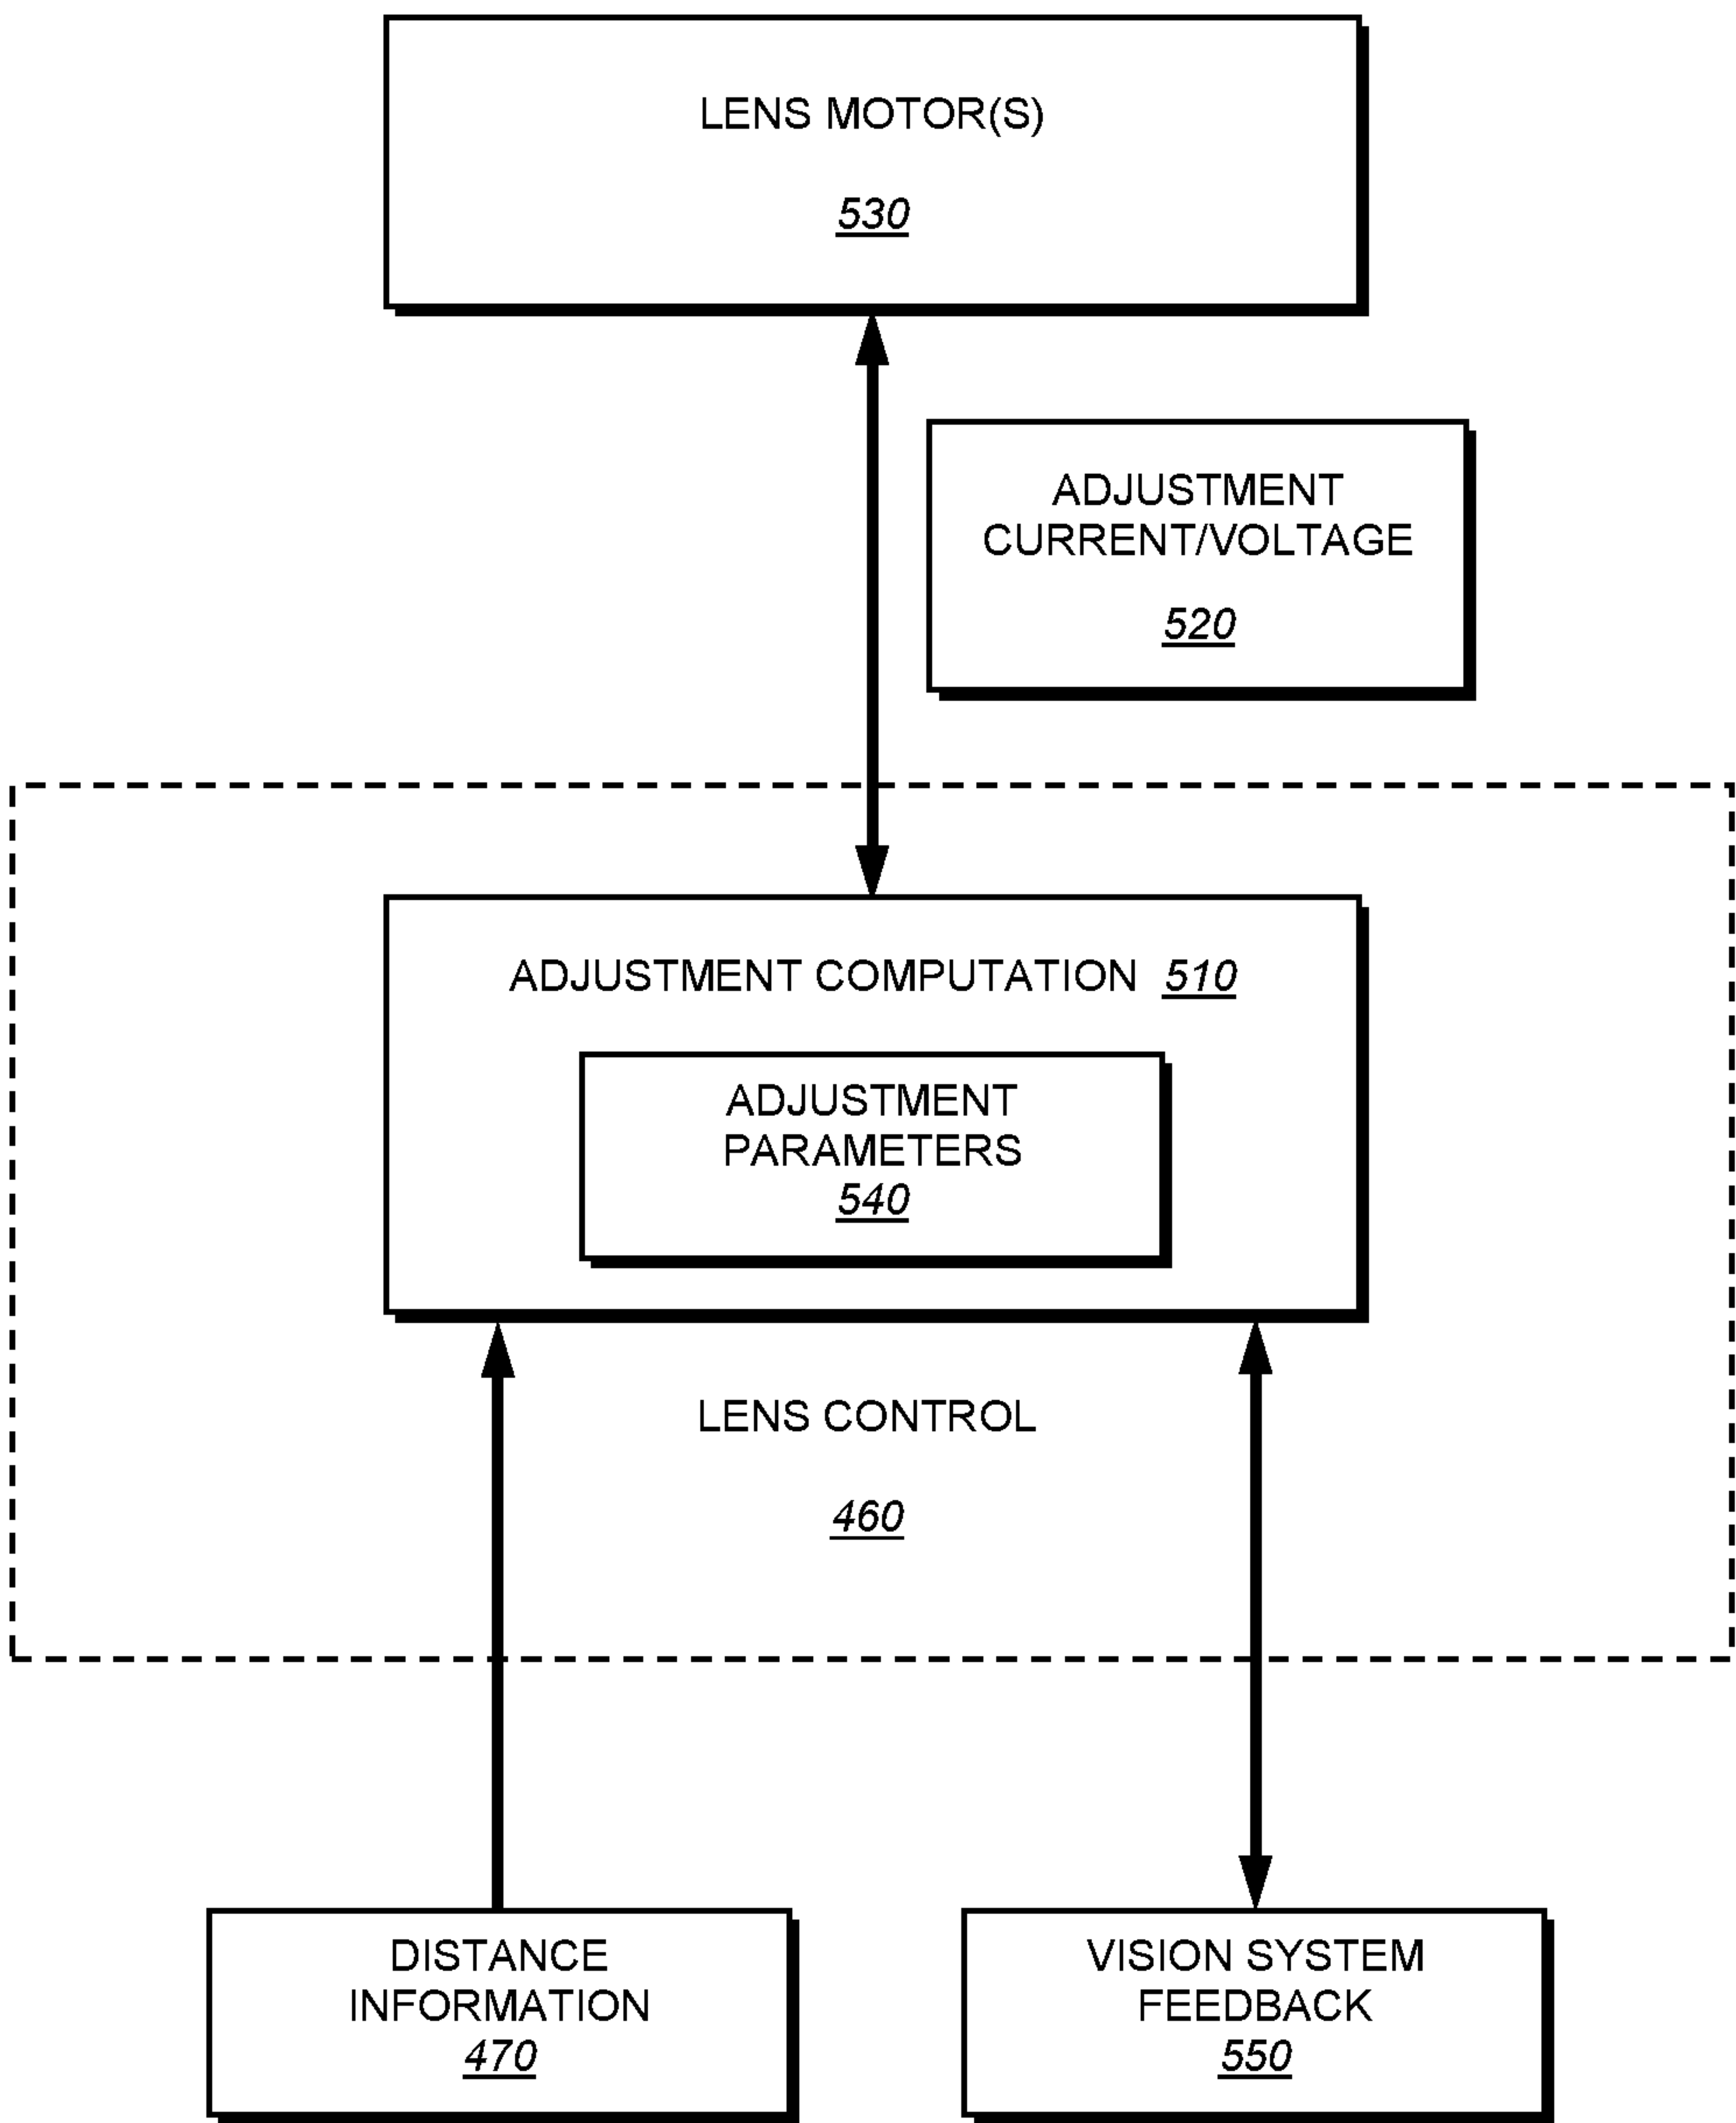 LENS MOTOR(S)
530
ADJUSTMENT
CURRENT/VOLTAGE
520
ADJUSTMENT COMPUTATION 510
ADJUSTMENT
PARAMETERS
540
LENS CONTROL
460
DISTANCE
INFORMATION
470
VISION SYSTEM
FEEDBACK
550